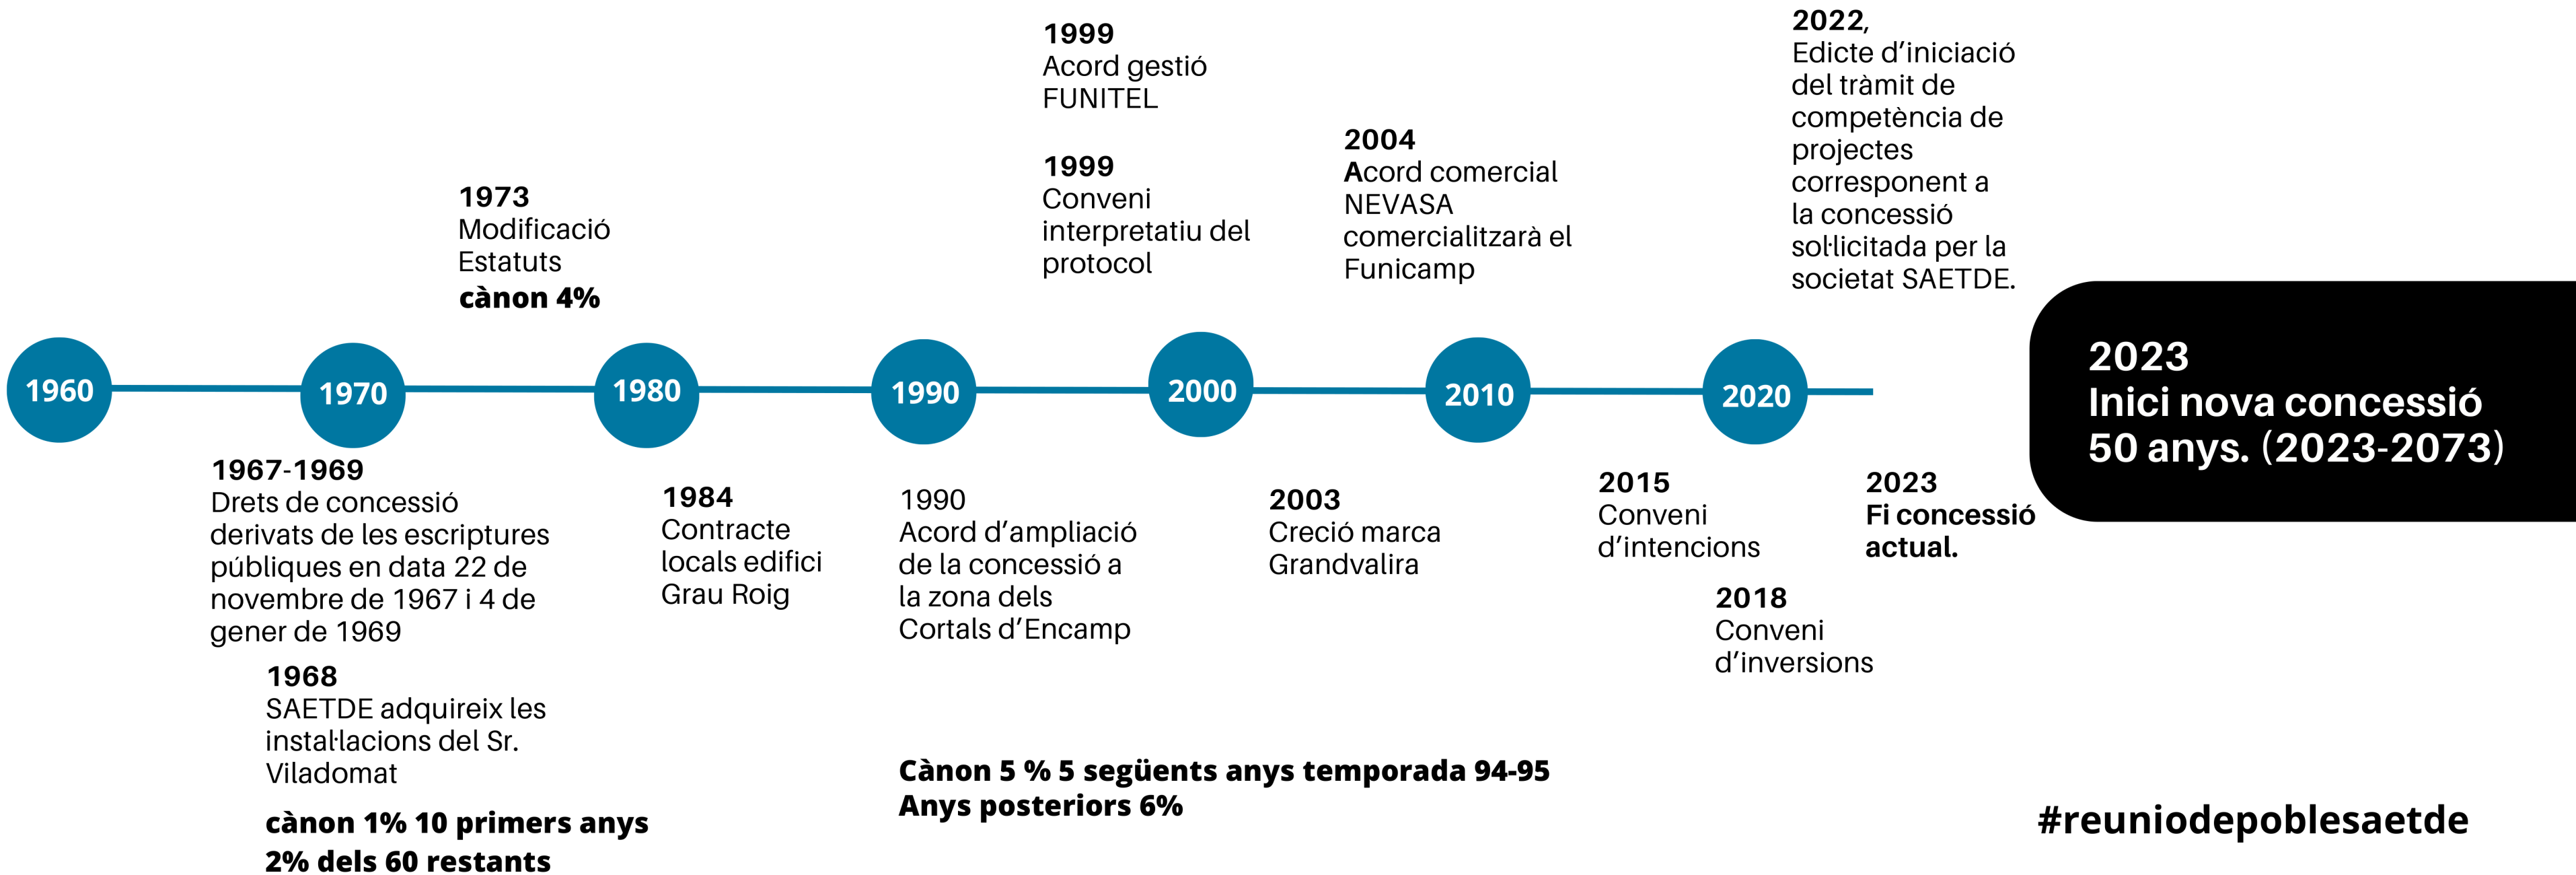 1999
Acord gestió
FUNITEL
1999
Conveni
interpretatiu del
protocol
2022,
Edicte d’iniciació
del tràmit de
competència de
projectes
corresponent a
la concessió
sol·licitada per la
societat SAETDE.
2004
Acord comercial
NEVASA
comercialitzarà el
Funicamp
1973
Modificació
Estatuts
cànon 4%
1960
1970
1980
1990
2000
2010
2020
2023
Inici nova concessió
50 anys. (2023-2073)
1967-1969
Drets de concessió
derivats de les escriptures
públiques en data 22 de
novembre de 1967 i 4 de
gener de 1969
1968
SAETDE adquireix les
instal·lacions del Sr.
Viladomat
cànon 1% 10 primers anys
2% dels 60 restants
1984
Contracte
locals edifici
Grau Roig
1990
Acord d’ampliació
de la concessió a
la zona dels
Cortals d’Encamp
Cànon 5 % 5 següents anys temporada 94-95
Anys posteriors 6%
2003
Creció marca
Grandvalira
2015
Conveni
d’intencions
2018
Conveni
d’inversions
2023
Fi concessió
actual.
#reuniodepoblesaetde